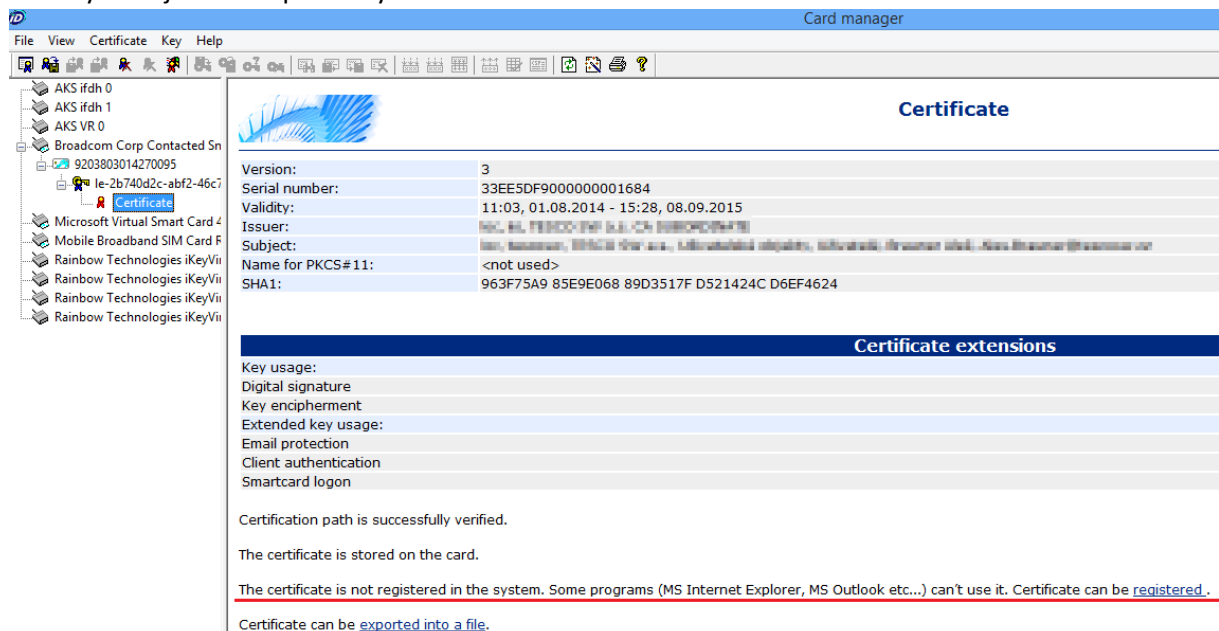 Card manager
File View Certificate Key Help
AKS ifdh 0
AKS ifdh 1
AKS VR 0
Broadcom Corp Contacted Sn
9203803014270095
le-2b740d2c-abf2-46c7
Certificate
Microsoft Virtual Smart Card 4
Mobile Broadband SIM Card R
Rainbow Technologies iKeyVi
Rainbow Technologies iKeyVi
Rainbow Technologies iKeyVi
Rainbow Technologies iKeyVi
Certificate
Version: 3
Serial number: 33EE5DF9000000001684
Validity: 11:03, 01.08.2014 - 15:28, 08.09.2015
Issuer:
Subject:
Name for PKCS#11: <not used>
SHA1: 963F75A9 85E9E068 89D3517F D521424C D6EF4624
Certificate extensions
Key usage:
Digital signature
Key encipherment
Extended key usage:
Email protection
Client authentication
Smartcard logon
Certification path is successfully verified.
The certificate is stored on the card.
The certificate is not registered in the system. Some programs (MS Internet Explorer, MS Outlook etc...) can't use it. Certificate can be registered .
Certificate can be exported into a file.